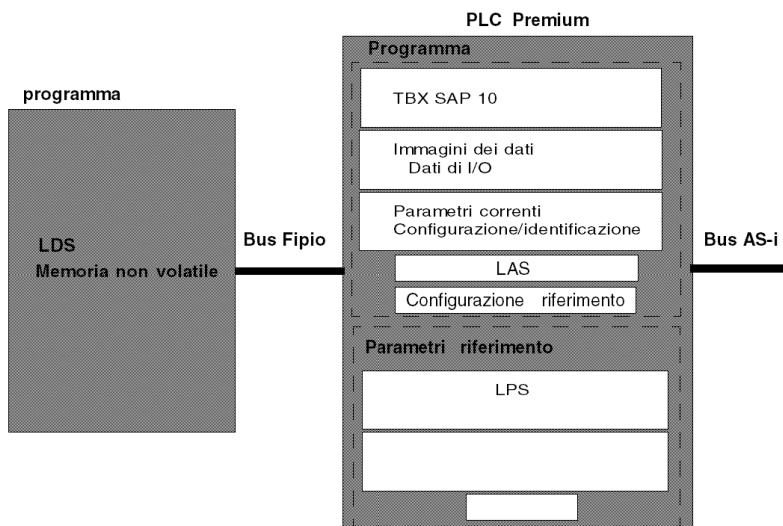 PLC Premium
programma
LDS
Memoria non volatile
Bus Fipio
Programma
TBX SAP 10
Immagini dei dati
Dati di I/O
Parametri correnti
Configurazione/identificazione
LAS
Configurazione riferimento
Parametri riferimento
LPS
Bus AS-i